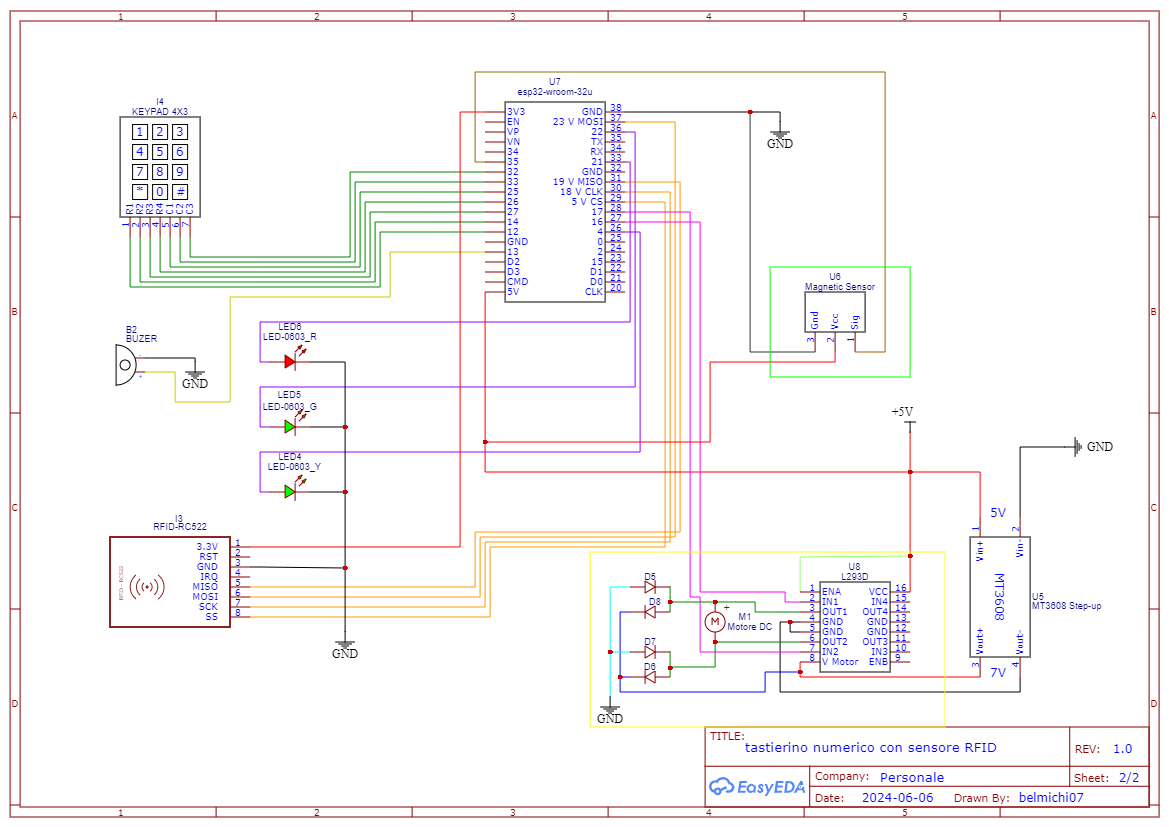 1 2 3 4 5
A A
B B
C C
D D
1 2 3 4 5
I4
KEYPAD 4X3
1 2 3
4 5 6
7 8 9
* 0 #
R1 R2 R3 R4 C1 C2 C3
1 2 3 4 5 6 7
U7
esp32-wroom-32u
3V3 GND 38
EN 23 V MOSI 37
VP 22 36
VN TX 35
34 RX 34
35 21 33
32 GND 32
33 19 V MISO 31
25 18 V CLK 30
26 5 V CS 29
27 17 28
14 16 27
12 4 26
GND 0 25
13 2 24
D2 15 23
D3 D1 22
CMD D0 21
5V CLK 20
GND
U6
Magnetic Sensor
Gnd Vcc Sig
3 2 1
B2
BUZER
- +
GND
LED6
LED-0603_R
LED5
LED-0603_G
LED4
LED-0603_Y
I3
RFID-RC522
RFID - RC522
3.3V 1
RST 2
GND 3
IRQ 4
MISO 5
MOSI 6
SCK 7
SS 8
GND
+5V
GND
5V
1 2
Vin+ Vin-
MT3608
U5
MT3608 Step-up
Vout+ Vout-
3 4
7V
D5
D8
D7
D6
GND
M
+
M1
Motore DC
U8
L293D
1 ENA VCC 16
2 IN1 IN4 15
3 OUT1 OUT4 14
4 GND GND 13
5 GND GND 12
6 OUT2 OUT3 11
7 IN2 IN3 10
8 V Motor ENB 9
TITLE:
tastierino numerico con sensore RFID
REV: 1.0
EasyEDA
Company: Personale
Sheet: 2/2
Date: 2024-06-06 Drawn By: belmichi07